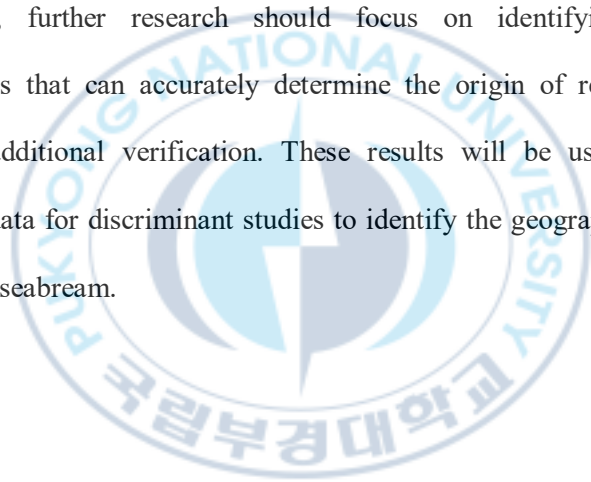 , further research should focus on identifyi
s that can accurately determine the origin of re
dditional verification. These results will be us
ata for discriminant studies to identify the geogra
seabream.
PUKYONG NATIONAL UNIVERSITY
국립부경대학교